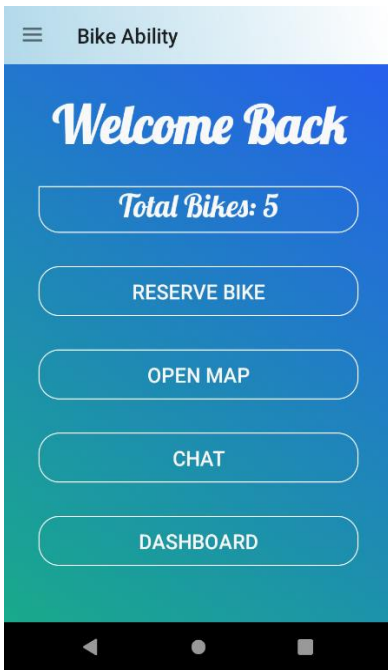 Bike Ability
Welcome Back
Total Bikes: 5
RESERVE BIKE
OPEN MAP
CHAT
DASHBOARD